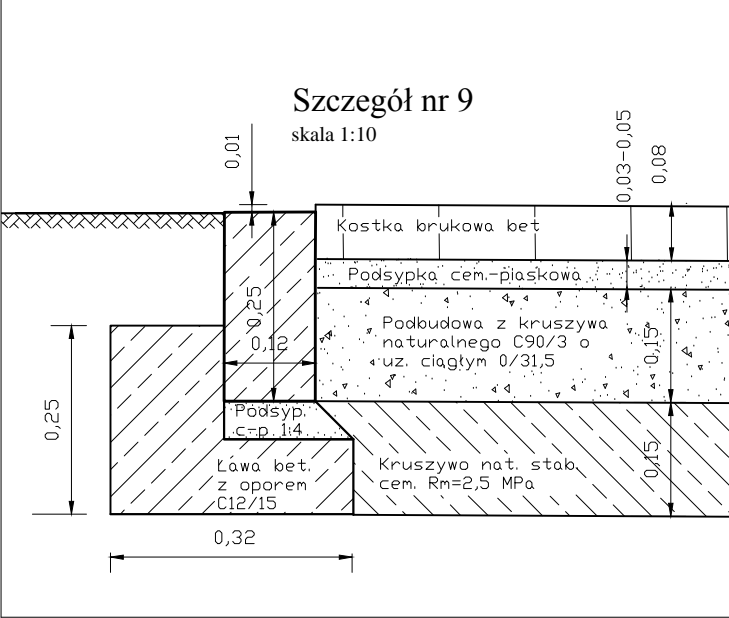 Szczegół nr 9
skala 1:10
0,01
0,03-0,05
0,08
Kostka brukowa bet
Podsypka cem.-piaskowa
0,25
0,12
Podbudowa z kruszywa
naturalnego C90/3 o
uz. ciągłym 0/31,5
0,15
0,25
Podsyp.
c-p 1:4
Ława bet.
z oporem
C12/15
Kruszywo nat. stab.
cem. Rm=2,5 MPa
0,15
0,32